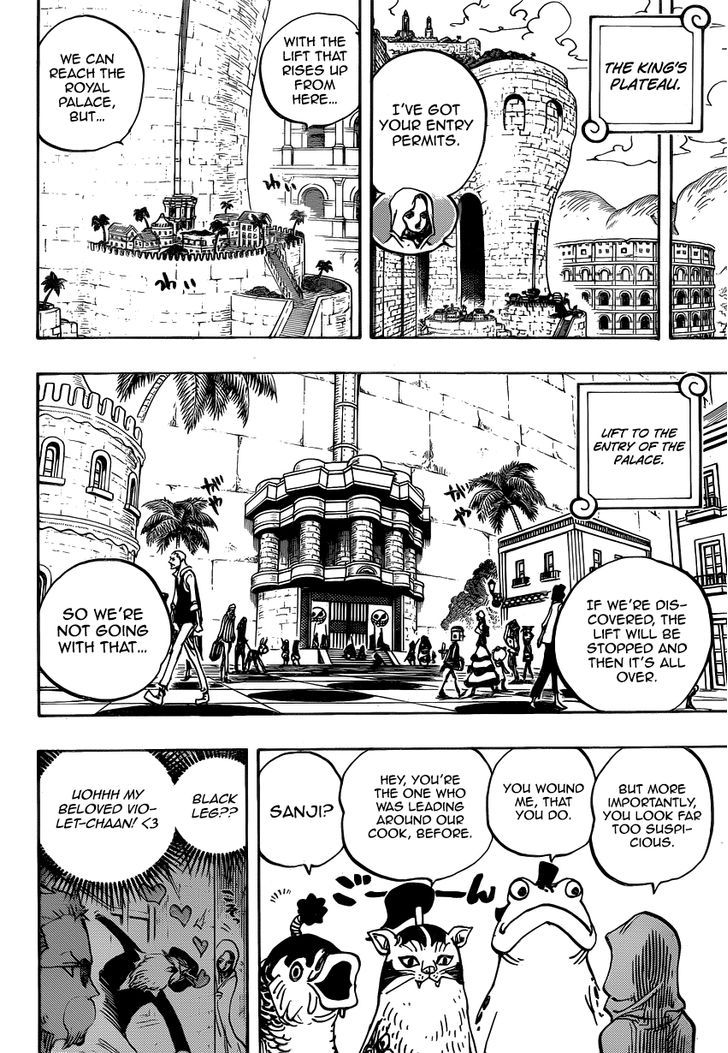 THE KING'S
PLATEAU.
I'VE GOT
YOUR ENTRY
PERMITS.
WITH THE
LIFT THAT
RISES UP
FROM
HERE...
WE CAN
REACH THE
ROYAL
PALACE,
BUT...
LIFT TO THE
ENTRY OF THE
PALACE.
IF WE'RE DIS-
COVERED, THE
LIFT WILL BE
STOPPED AND
THEN IT'S ALL
OVER.
SO WE'RE
NOT GOING
WITH THAT...
BUT MORE
IMPORTANTLY,
YOU LOOK FAR
TOO SUSPI-
CIOUS.
YOU WOUND
ME, THAT
YOU DO.
HEY, YOU'RE
THE ONE WHO
WAS LEADING
AROUND OUR
COOK, BEFORE.
SANJI?
BLACK
LEG??
UOHHH MY
BELOVED VIO-
LET-CHAAN! <3